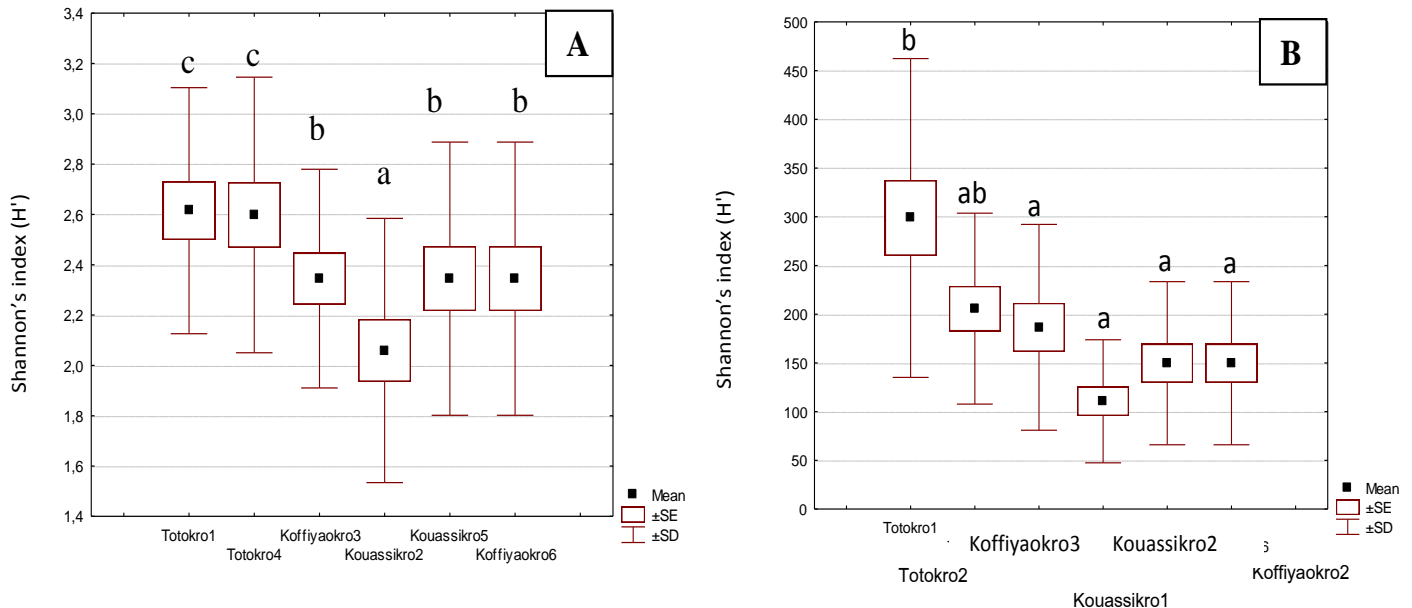 A
Shannon's index (H')
3,4
3,2
3,0
2,8
2,6
2,4
2,2
2,0
1,8
1,6
1,4
c
c
b
a
b
b
Totokro1
Koffiyaokro3
Kouassikro5
Totokro4
Kouassikro2
Koffiyaokro6
Mean
±SE
±SD
B
Shannon's index (H')
500
450
400
350
300
250
200
150
100
50
0
b
ab
a
a
a
a
Totokro1
Koffiyaokro3
Kouassikro2
Totokro2
Koffiyaokro2
Kouassikro1
Mean
±SE
±SD